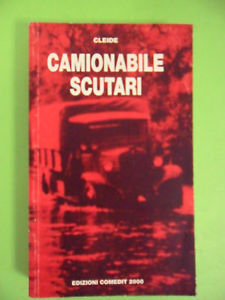 CLEIDE
CAMIONABILE
SCUTARI
EDIZIONI COMEDIT 2000